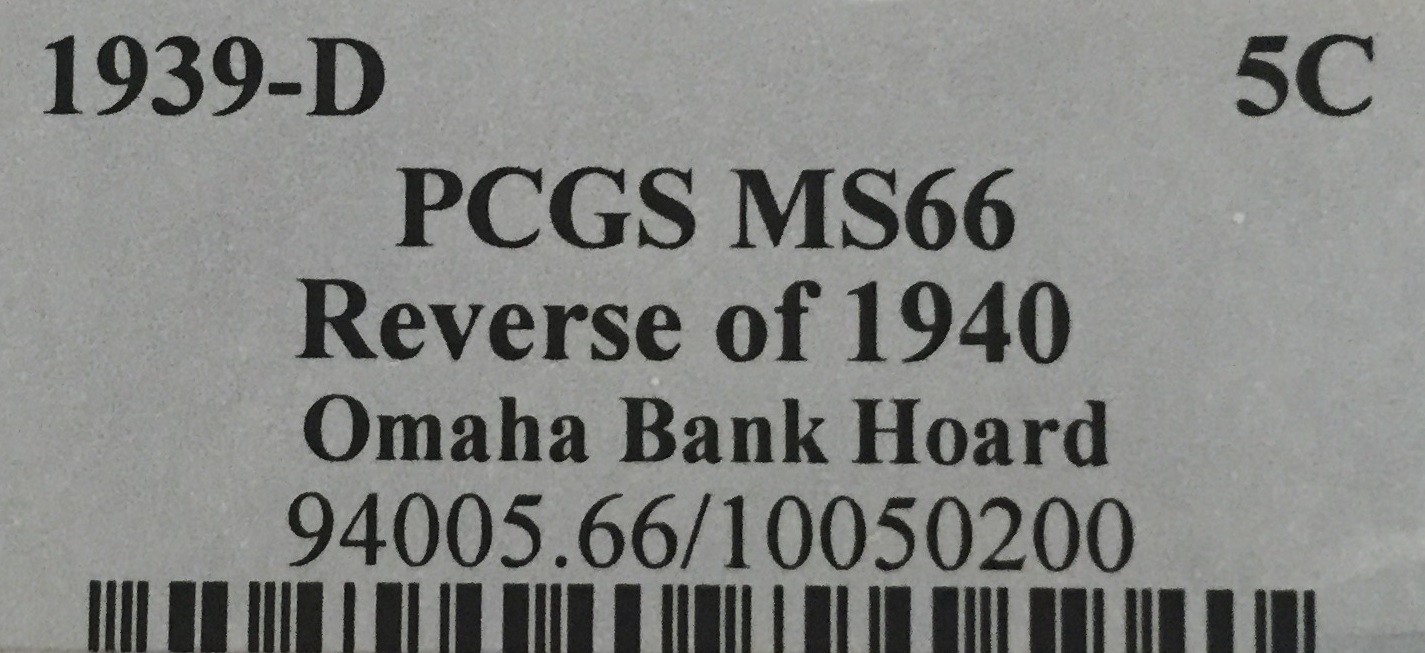 1939-D 5C
PCGS MS66
Reverse of 1940
Omaha Bank Hoard
94005.66/10050200